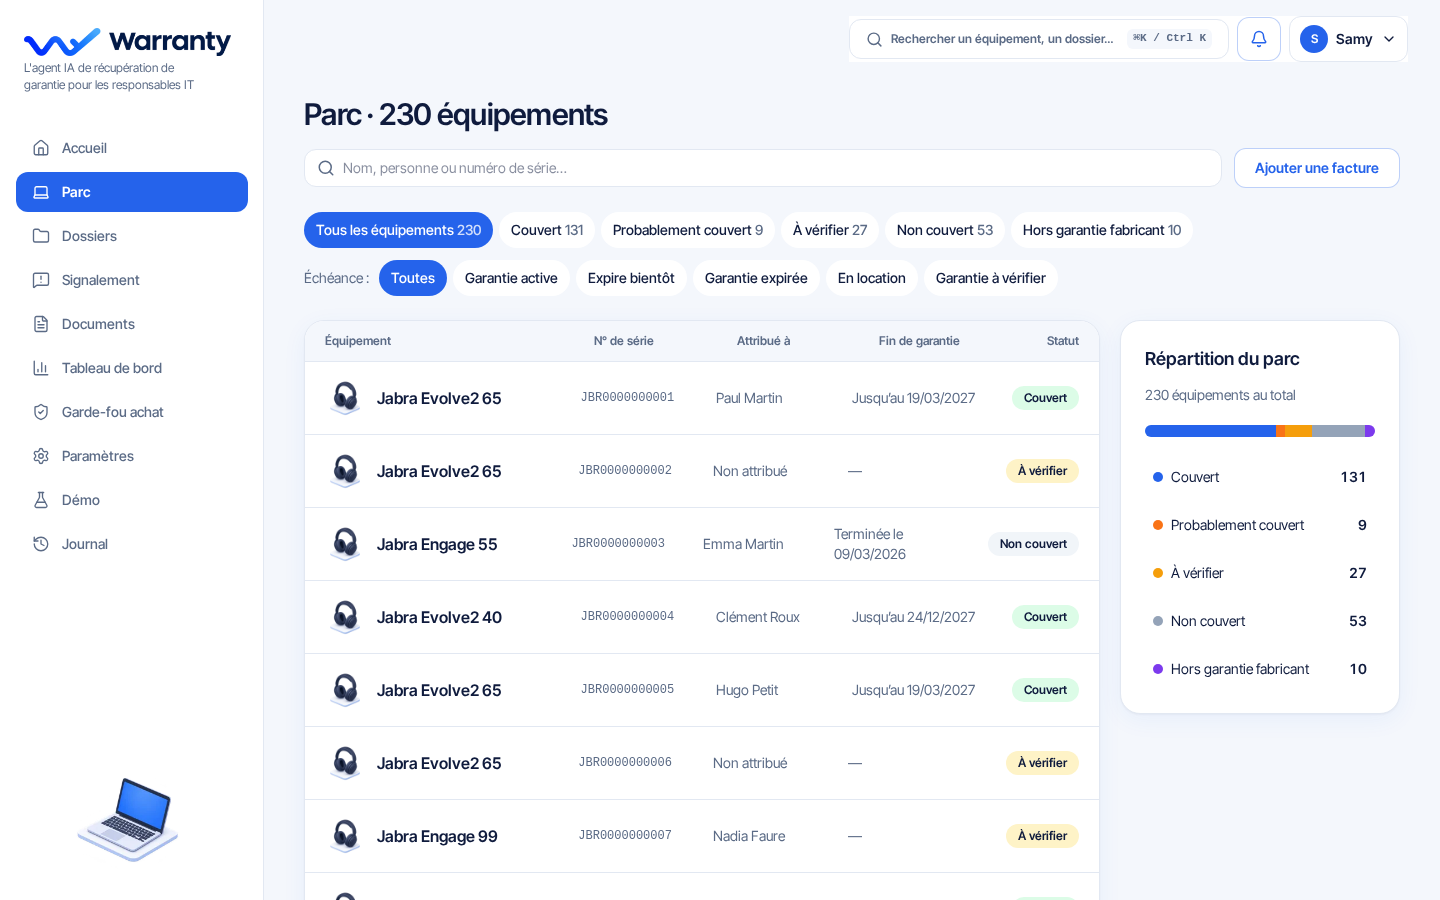 Warranty
L'agent IA de récupération de
garantie pour les responsables IT
Accueil
Parc
Dossiers
Signalement
Documents
Tableau de bord
Garde-fou achat
Paramètres
Démo
Journal
Rechercher un équipement, un dossier... ⌘K / Ctrl K
S Samy
Parc · 230 équipements
Nom, personne ou numéro de série...
Ajouter une facture
Tous les équipements 230 Couvert 131 Probablement couvert 9 À vérifier 27 Non couvert 53 Hors garantie fabricant 10
Échéance : Toutes Garantie active Expire bientôt Garantie expirée En location Garantie à vérifier
Équipement N° de série Attribué à Fin de garantie Statut
Jabra Evolve2 65 JBR0000000001 Paul Martin Jusqu'au 19/03/2027 Couvert
Jabra Evolve2 65 JBR0000000002 Non attribué — À vérifier
Jabra Engage 55 JBR0000000003 Emma Martin Terminée le
09/03/2026 Non couvert
Jabra Evolve2 40 JBR0000000004 Clément Roux Jusqu'au 24/12/2027 Couvert
Jabra Evolve2 65 JBR0000000005 Hugo Petit Jusqu'au 19/03/2027 Couvert
Jabra Evolve2 65 JBR0000000006 Non attribué — À vérifier
Jabra Engage 99 JBR0000000007 Nadia Faure — À vérifier
Répartition du parc
230 équipements au total
Couvert 131
Probablement couvert 9
À vérifier 27
Non couvert 53
Hors garantie fabricant 10